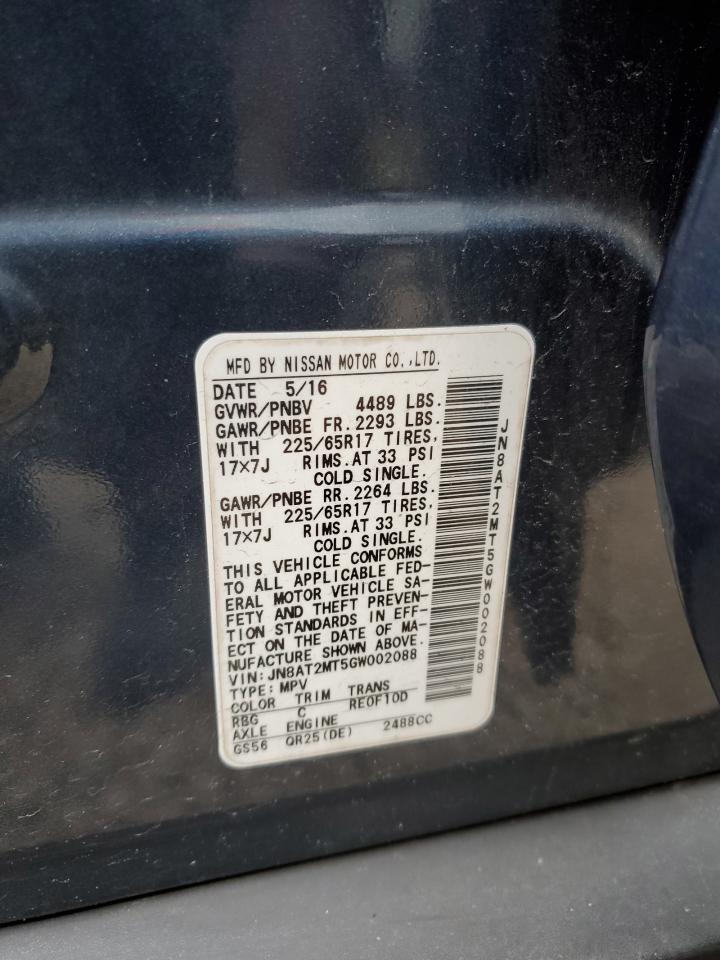 MFD BY NISSAN MOTOR CO.,LTD.
DATE 5/16
GVWR/PNBV 4489 LBS.
GAWR/PNBE FR. 2293 LBS.
WITH 225/65R17 TIRES,
17×7J RIMS.AT 33 PSI
COLD SINGLE.
GAWR/PNBE RR. 2264 LBS.
WITH 225/65R17 TIRES,
17×7J RIMS.AT 33 PSI
COLD SINGLE.
THIS VEHICLE CONFORMS
TO ALL APPLICABLE FED-
ERAL MOTOR VEHICLE SA-
FETY AND THEFT PREVEN-
TION STANDARDS IN EFF-
ECT ON THE DATE OF MA-
NUFACTURE SHOWN ABOVE.
VIN:JN8AT2MT5GW002088
TYPE:MPV
COLOR TRIM TRANS
RBG C RE0F10D
AXLE ENGINE
GS56 QR25(DE) 2488CC
JN8AT2MT5GW002088